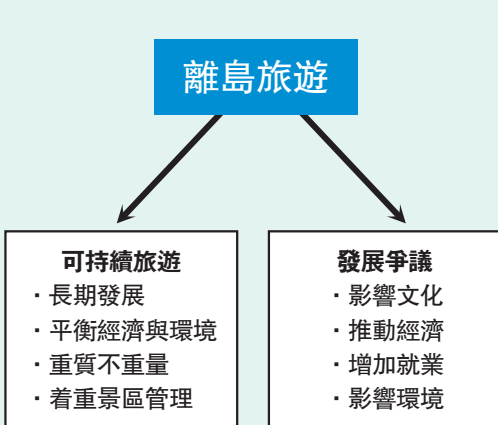 離島旅遊
可持續旅遊
·長期發展
·平衡經濟與環境
·重質不重量
·着重景區管理
發展爭議
·影響文化
·推動經濟
·增加就業
·影響環境